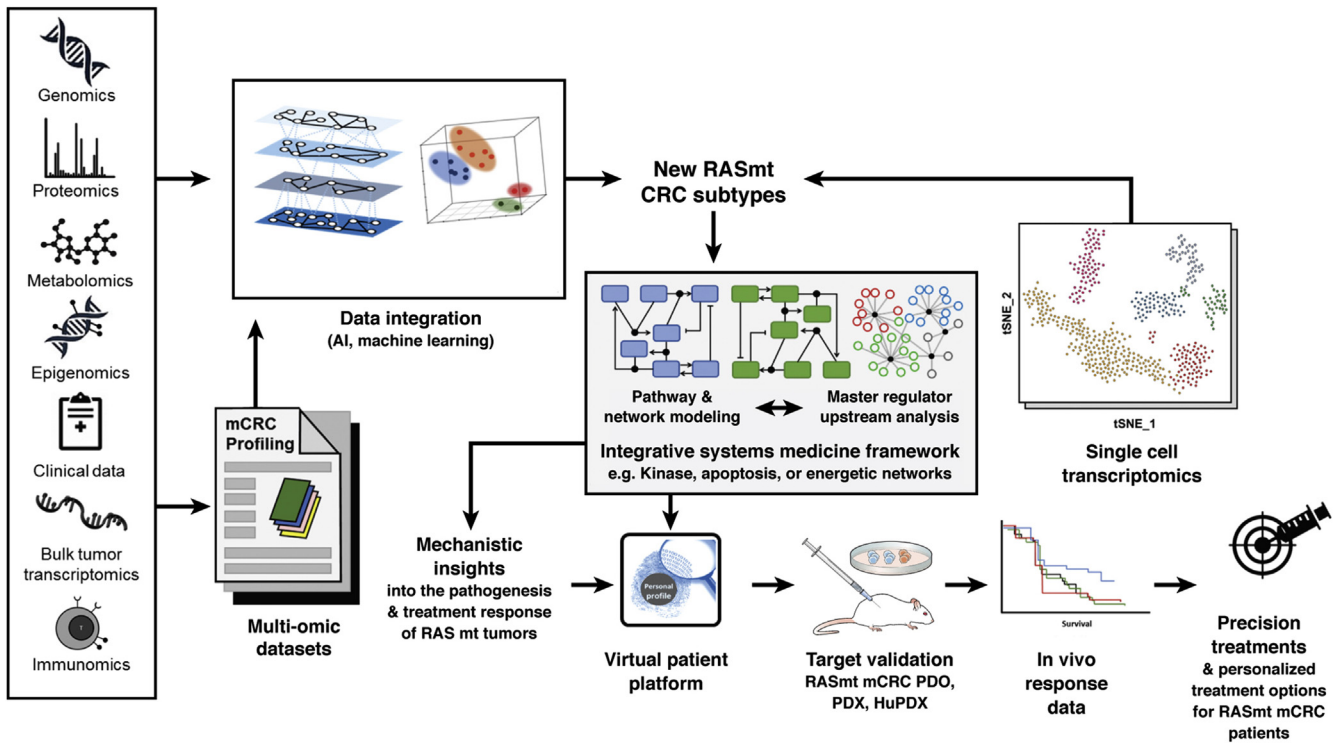 Genomics
Proteomics
Metabolomics
Epigenomics
Clinical data
Bulk tumor
transcriptomics
T
Immunomics
Data integration
(AI, machine learning)
mCRC
Profiling
Multi-omic
datasets
New RASmt
CRC subtypes
Pathway &
network modeling
Master regulator
upstream analysis
Integrative systems medicine framework
e.g. Kinase, apoptosis, or energetic networks
tSNE_2
tSNE_1
Single cell
transcriptomics
Mechanistic
insights
into the pathogenesis
& treatment response
of RAS mt tumors
Personal
profile
Virtual patient
platform
Target validation
RASmt mCRC PDO,
PDX, HuPDX
Survival
In vivo
response
data
Precision
treatments
& personalized
treatment options
for RASmt mCRC
patients